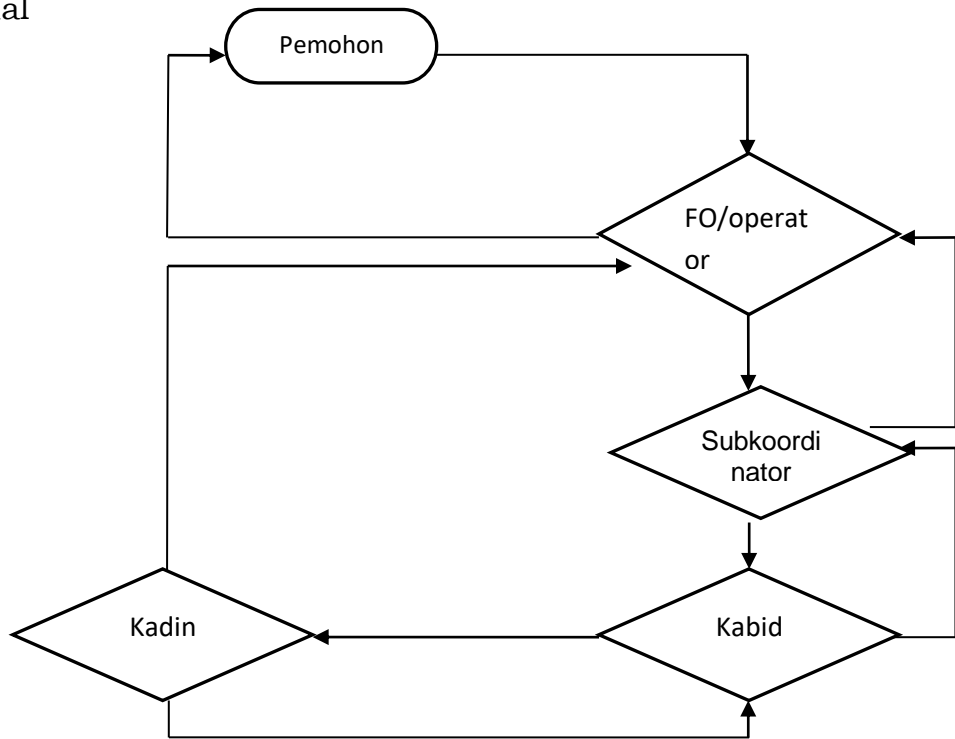 al
Pemohon
FO/operat
or
Subkoordi
nator
Kadin
Kabid